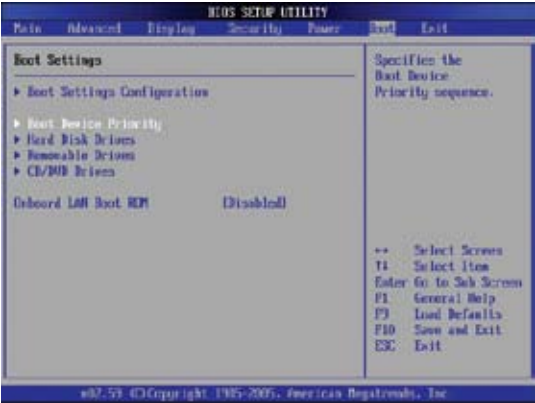 BIOS SETUP UTILITY
Main Advanced Display Security Power Boot Exit
Boot Settings
Boot Settings Configuration
Boot Device Priority
Hard Disk Drives
Removable Drives
CD/DVD Drives
Onboard LAN Boot ROM [Disabled]
Specifies the
Boot Device
Priority sequence.
↔ Select Screen
↑↓ Select Item
Enter Go to Sub Screen
F1 General Help
F9 Load Defaults
F10 Save and Exit
ESC Exit
v02.59 (C)Copyright 1985-2005, American Megatrends, Inc